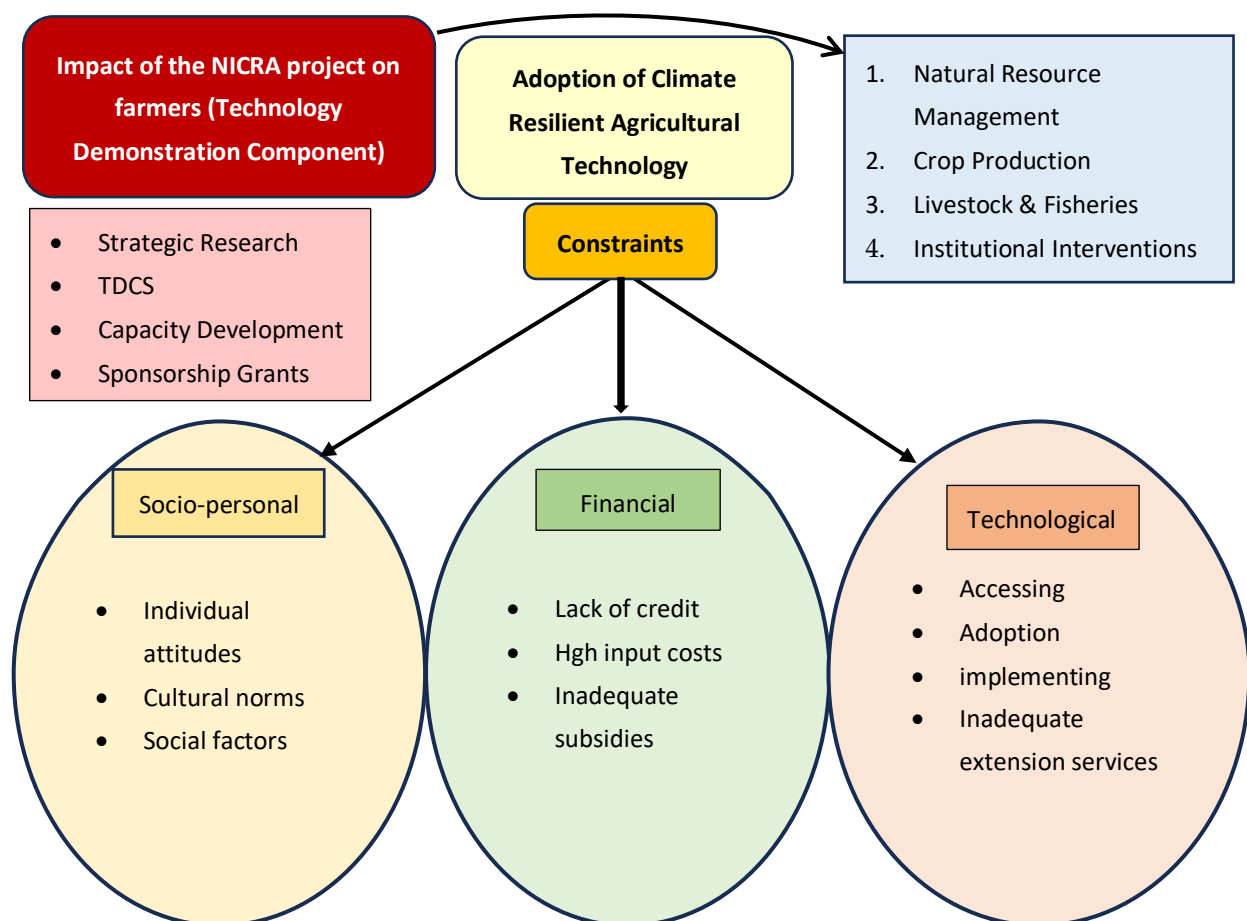 Impact of the NICRA project on
farmers (Technology
Demonstration Component)
Adoption of Climate
Resilient Agricultural
Technology
1. Natural Resource
Management
2. Crop Production
3. Livestock & Fisheries
4. Institutional Interventions
• Strategic Research
• TDCS
• Capacity Development
• Sponsorship Grants
Constraints
Socio-personal
• Individual
attitudes
• Cultural norms
• Social factors
Financial
• Lack of credit
• Hgh input costs
• Inadequate
subsidies
Technological
• Accessing
• Adoption
• implementing
• Inadequate
extension services